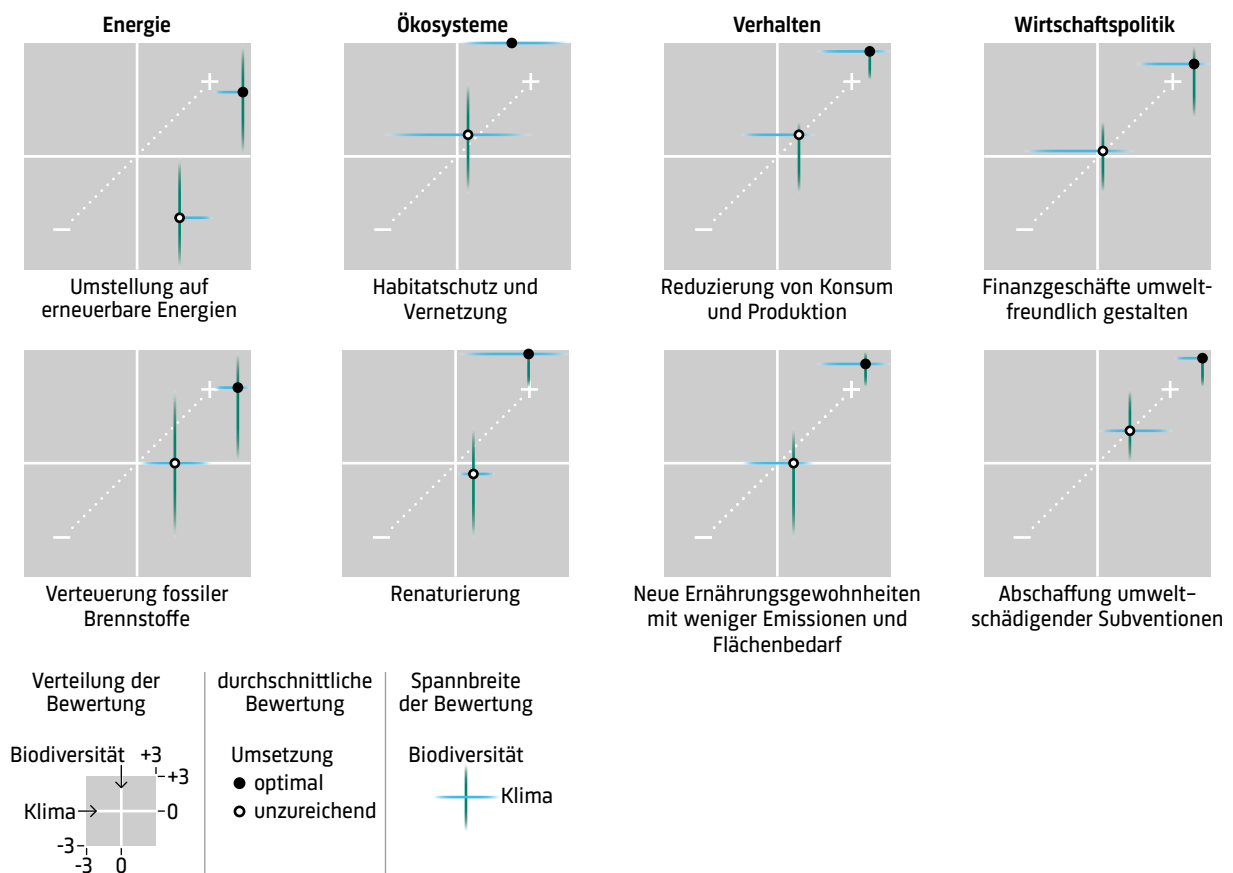 Energie
Ökosysteme
Verhalten
Wirtschaftspolitik
+
–
+
–
+
–
+
–
Umstellung auf
erneuerbare Energien
Habitatschutz und
Vernetzung
Reduzierung von Konsum
und Produktion
Finanzgeschäfte umwelt-
freundlich gestalten
+
–
+
–
+
–
+
–
Verteuerung fossiler
Brennstoffe
Renaturierung
Neue Ernährungsgewohnheiten
mit weniger Emissionen und
Flächenbedarf
Abschaffung umwelt-
schädigender Subventionen
Verteilung der
Bewertung
Biodiversität +3
+3
Klima
0
-3
-3 0
durchschnittliche
Bewertung
Umsetzung
optimal
unzureichend
Spannbreite
der Bewertung
Biodiversität
Klima